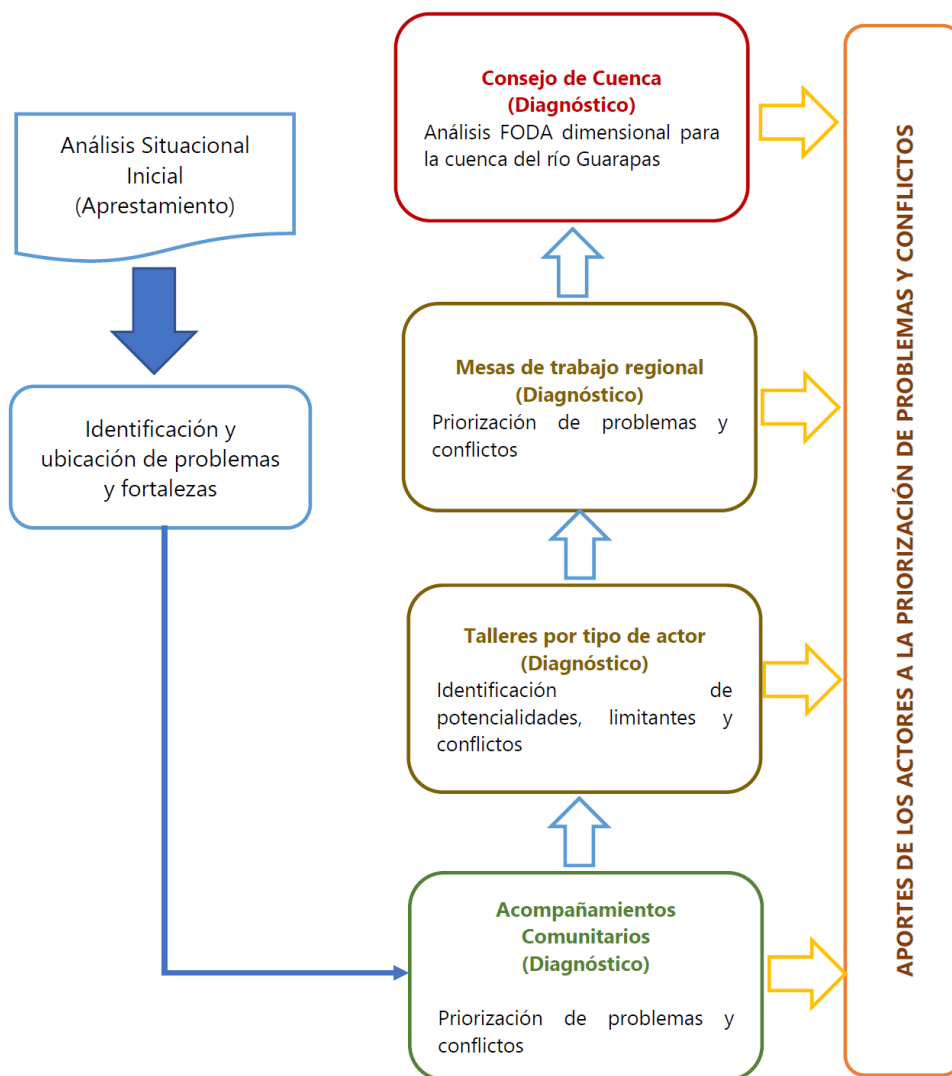 Análisis Situacional
Inicial
(Aprestamiento)
Identificación y
ubicación de problemas
y fortalezas
Consejo de Cuenca
(Diagnóstico)
Análisis FODA dimensional para
la cuenca del río Guarapas
Mesas de trabajo regional
(Diagnóstico)
Priorización de problemas y
conflictos
Talleres por tipo de actor
(Diagnóstico)
Identificación de
potencialidades, limitantes y
conflictos
Acompañamientos
Comunitarios
(Diagnóstico)
Priorización de problemas y
conflictos
APORTES DE LOS ACTORES A LA PRIORIZACIÓN DE PROBLEMAS Y CONFLICTOS